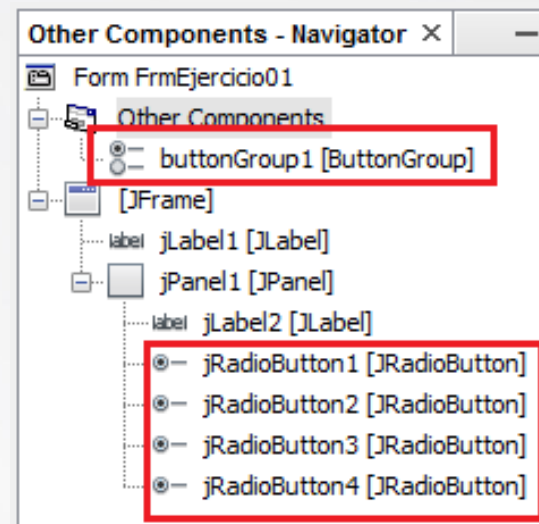 Other Components - Navigator ×
Form FrmEjercicio01
Other Components
buttonGroup1 [ButtonGroup]
[JFrame]
label jLabel1 [JLabel]
jPanel1 [JPanel]
label jLabel2 [JLabel]
jRadioButton1 [JRadioButton]
jRadioButton2 [JRadioButton]
jRadioButton3 [JRadioButton]
jRadioButton4 [JRadioButton]